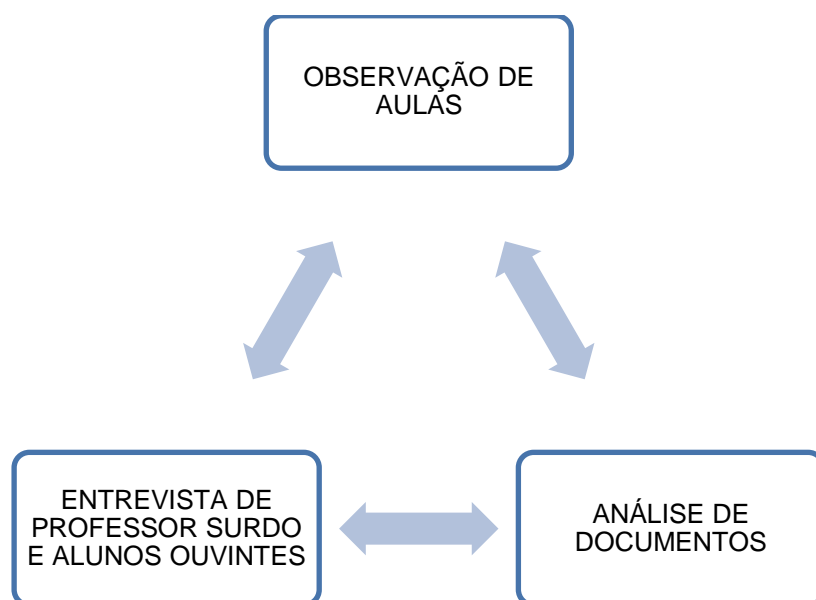 OBSERVAÇÃO DE
AULAS
ENTREVISTA DE
PROFESSOR SURDO
E ALUNOS OUVINTES
ANÁLISE DE
DOCUMENTOS